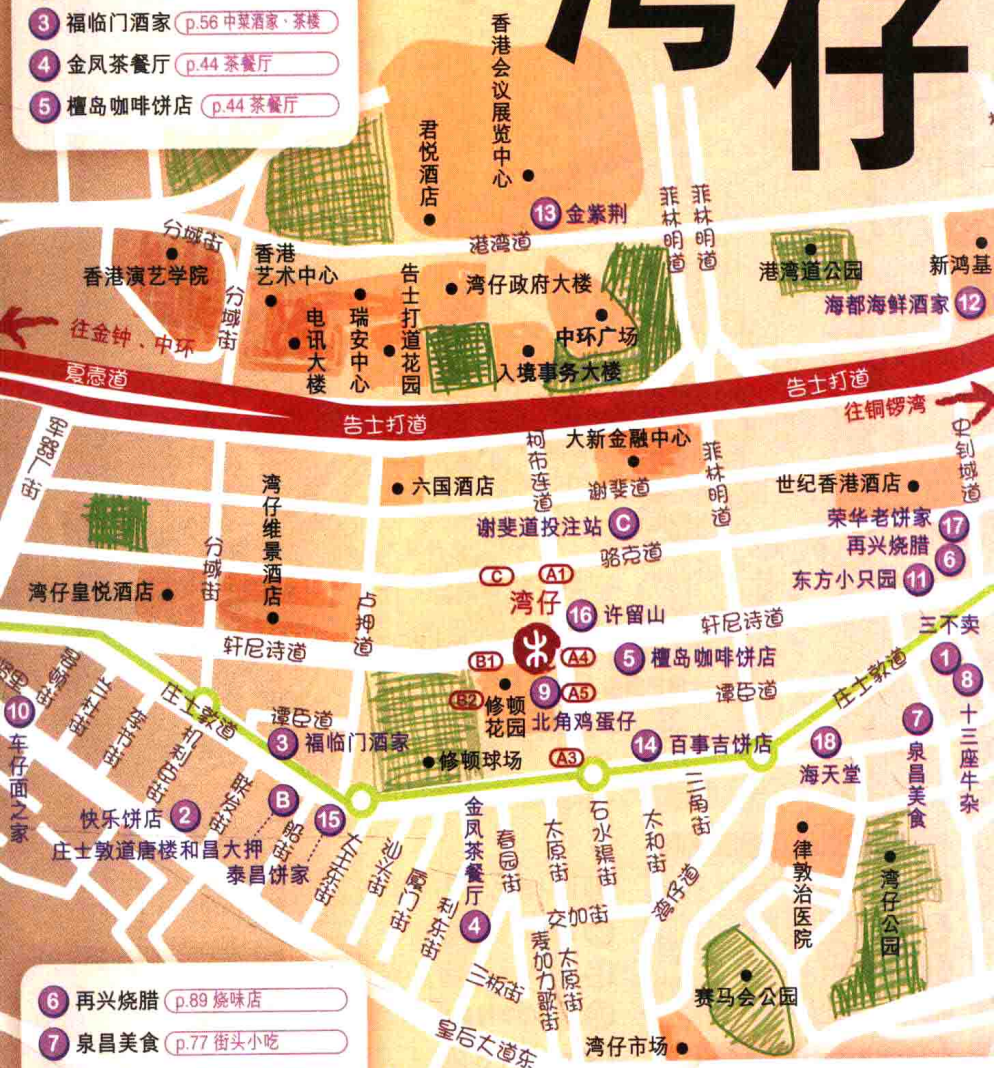 湾仔
3 福临门酒家 p.56 中菜酒家·茶楼
4 金凤茶餐厅 p.44 茶餐厅
5 檀岛咖啡饼店 p.44 茶餐厅
香港会议展览中心
君悦酒店
13 金紫荆
菲林明道
菲林明道
港湾道
分域街
香港演艺学院
香港
艺术中心
告士打道花园
湾仔政府大楼
港湾道公园
新鸿基
海都海鲜酒家 12
分域街
电讯大楼
瑞安中心
中环广场
入境事务大楼
往金钟、中环
夏悫道
告士打道
告士打道
往铜锣湾
军器厂街
柯布连道
大新金融中心
菲林明道
史钊域道
湾仔维景酒店
六国酒店
谢斐道
世纪香港酒店
谢斐道投注站 C
荣华老饼家 17
再兴烧腊 6
东方小只园 11
分域街
骆克道
C
A1
湾仔
湾仔皇悦酒店
卢押道
16 许留山
轩尼诗道
轩尼诗道
三不卖
1
8
B1
A4
5 檀岛咖啡饼店
B2
修顿花园
9
A5
北角鸡蛋仔
谭臣道
庄士敦道
庄士敦道
谭臣道
3 福临门酒家
10
车仔面之家
兰杜街
机利臣街
联发街
修顿球场
A3
14 百事吉饼店
18
海天堂
7
泉昌美食
十三座牛杂
快乐饼店 2
B
船街
15
庄士敦道唐楼和昌大押
泰昌饼家
大王东街
汕头街
厦门街
利东街
金凤茶餐厅
4
春园街
太原街
石水渠街
太和街
三角街
湾仔道
交加街
麦加力歌街
太原街
三板街
律敦治医院
湾仔公园
赛马会公园
皇后大道东
湾仔市场
6 再兴烧腊 p.89 烧味店
7 泉昌美食 p.77 街头小吃